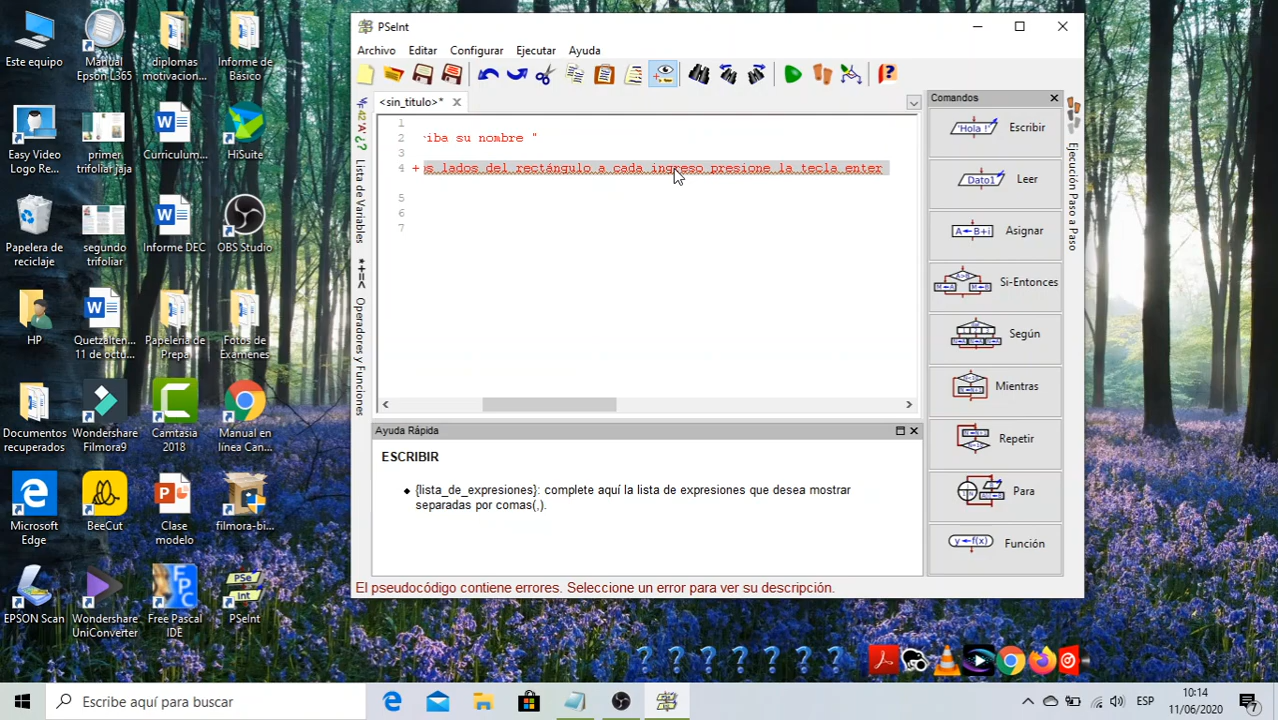 Este equipo
Manual Epson L365
diplomas motivacion...
Informe de Básico
Easy Video Logo Re...
primer trifoliar jaja
Curriculum...
HiSuite
Papelera de reciclaje
segundo trifoliar
Informe DEC
OBS Studio
HP
Quetzalten... 11 de octu...
Papeleria de Prepa
Fotos de Examenes
Documentos recuperados
Wondershare Filmora9
Camtasia 2018
Manual en línea Can...
Microsoft Edge
BeeCut
Clase modelo
filmora-bi...
EPSON Scan
Wondershare UniConverter
Free Pascal IDE
PSeInt
PSeInt
Archivo Editar Configurar Ejecutar Ayuda
<sin_titulo>*
Lista de Variables
Operadores y Funciones
1
2 iba su nombre "
3
4 + s lados del rectángulo a cada ingreso presione la tecla enter
5
6
7
Comandos
'Hola !' Escribir
Dato1 Leer
A←B+i Asignar
Si-Entonces
Según
Mientras
Repetir
Para
y←f(x) Función
Ejecución Paso a Paso
Ayuda Rápida
ESCRIBIR
{lista_de_expresiones}: complete aquí la lista de expresiones que desea mostrar
separadas por comas(,).
El pseudocódigo contiene errores. Seleccione un error para ver su descripción.
Escribe aquí para buscar
ESP
10:14
11/06/2020
7